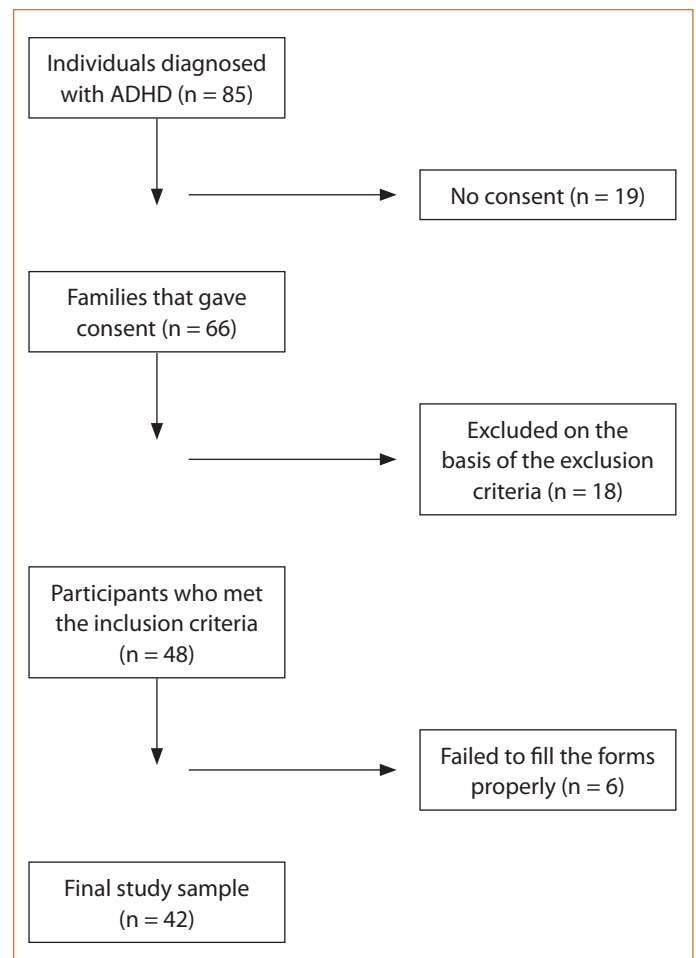 Individuals diagnosed
with ADHD (n = 85)
No consent (n = 19)
Families that gave
consent (n = 66)
Excluded on the
basis of the exclusion
criteria (n = 18)
Participants who met
the inclusion criteria
(n = 48)
Failed to fill the forms
properly (n = 6)
Final study sample
(n = 42)